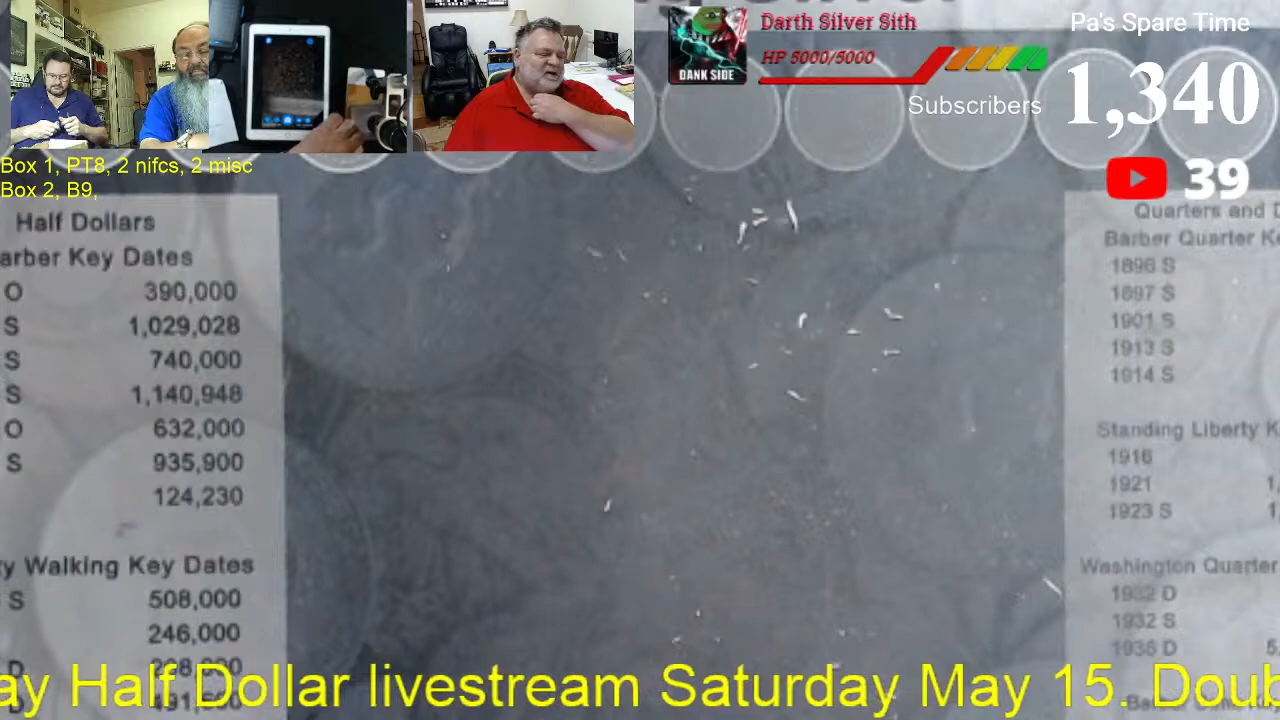 Darth Silver Sith
HP 5000/5000
DANK SIDE
Pa's Spare Time
Subscribers 1,340
39
Box 1, PT8, 2 nifcs, 2 misc
Box 2, B9,
Half Dollars
arber Key Dates
O 390,000
S 1,029,028
S 740,000
S 1,140,948
O 632,000
S 935,900
124,230
ty Walking Key Dates
S 508,000
246,000
D
Quarters and
Barber Quarter
1896 S
1897 S
1901 S
1913 S
1914 S
Standing Liberty
1916
1921
1923 S
Washington Quarter
1932 D
1932 S
1936 D
ay Half Dollar livestream Saturday May 15. Doub